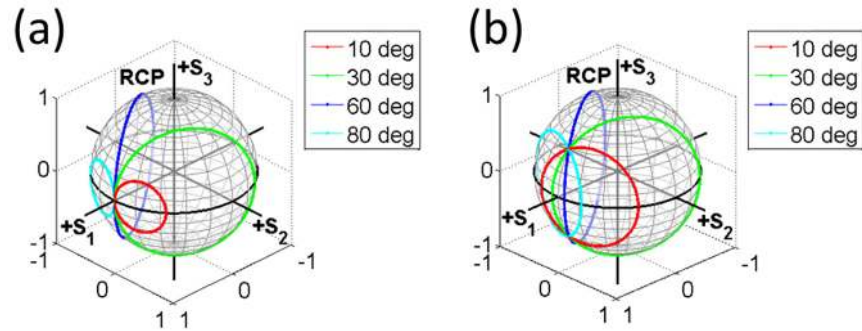 (a)
+S3
RCP
10 deg
30 deg
60 deg
80 deg
1
0
-1
+S1
+S2
-1
0
1
1
0
-1
(b)
+S3
RCP
10 deg
30 deg
60 deg
80 deg
1
0
-1
+S1
+S2
-1
0
1
1
0
-1